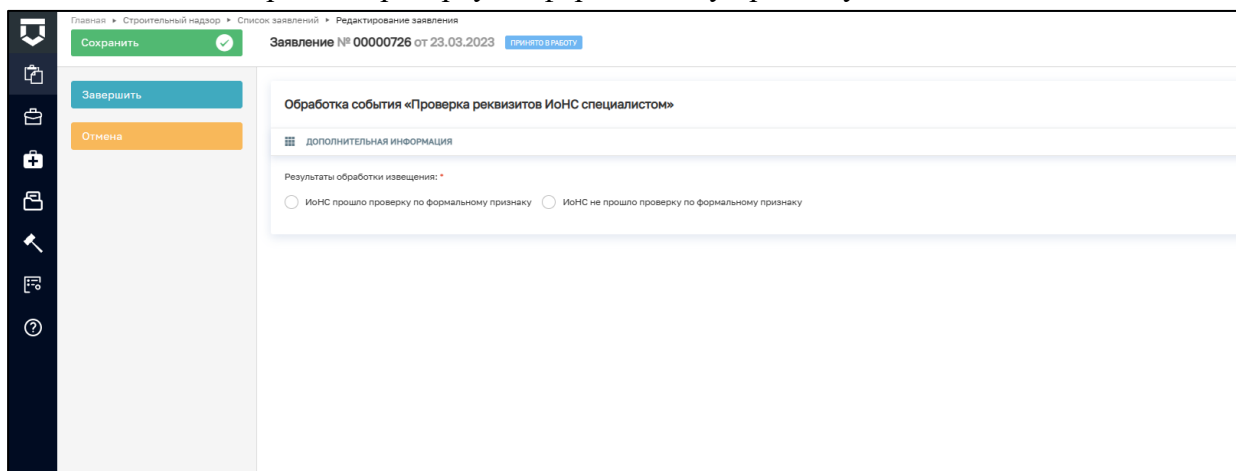 Главная ▸ Строительный надзор ▸ Список заявлений ▸ Редактирование заявления
Сохранить
Заявление № 00000726 от 23.03.2023 ПРИНЯТО В РАБОТУ
Завершить
Отмена
Обработка события «Проверка реквизитов ИоНС специалистом»
ДОПОЛНИТЕЛЬНАЯ ИНФОРМАЦИЯ
Результаты обработки извещения: *
ИоНС прошло проверку по формальному признаку ИоНС не прошло проверку по формальному признаку